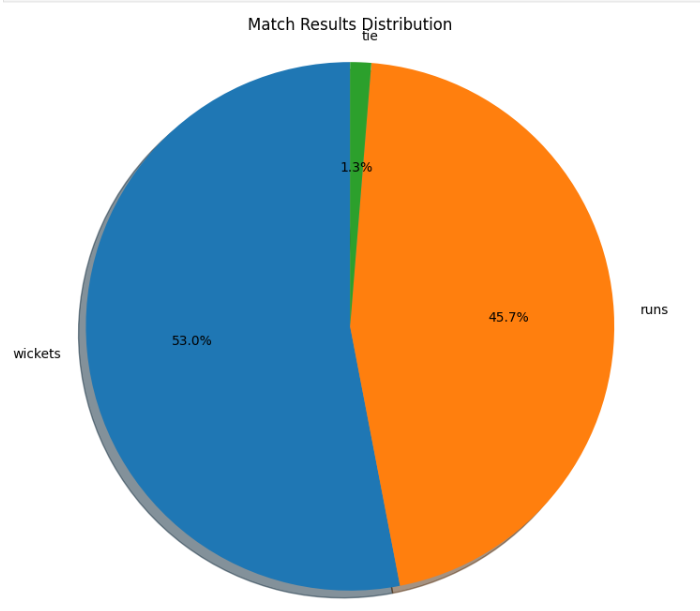 Match Results Distribution
tie
1.3%
45.7%
runs
53.0%
wickets